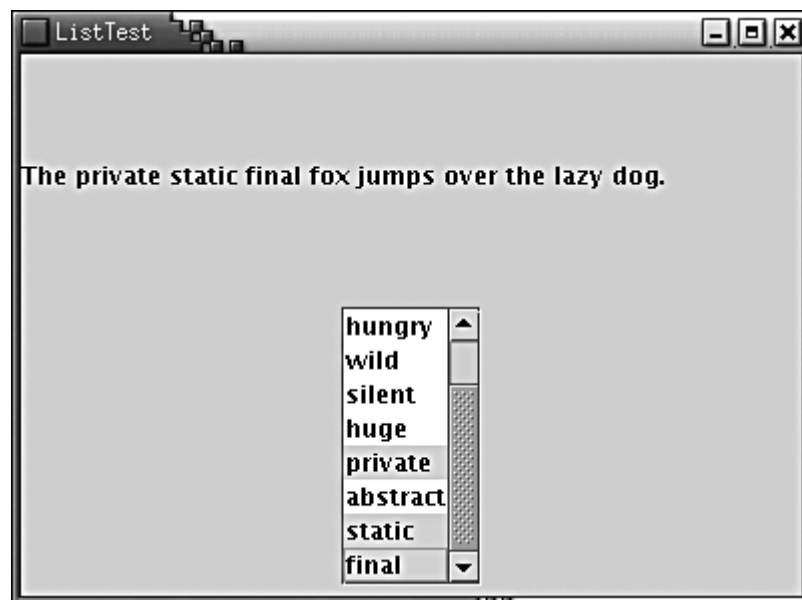 ListTest
The private static final fox jumps over the lazy dog.
hungry
wild
silent
huge
private
abstract
static
final